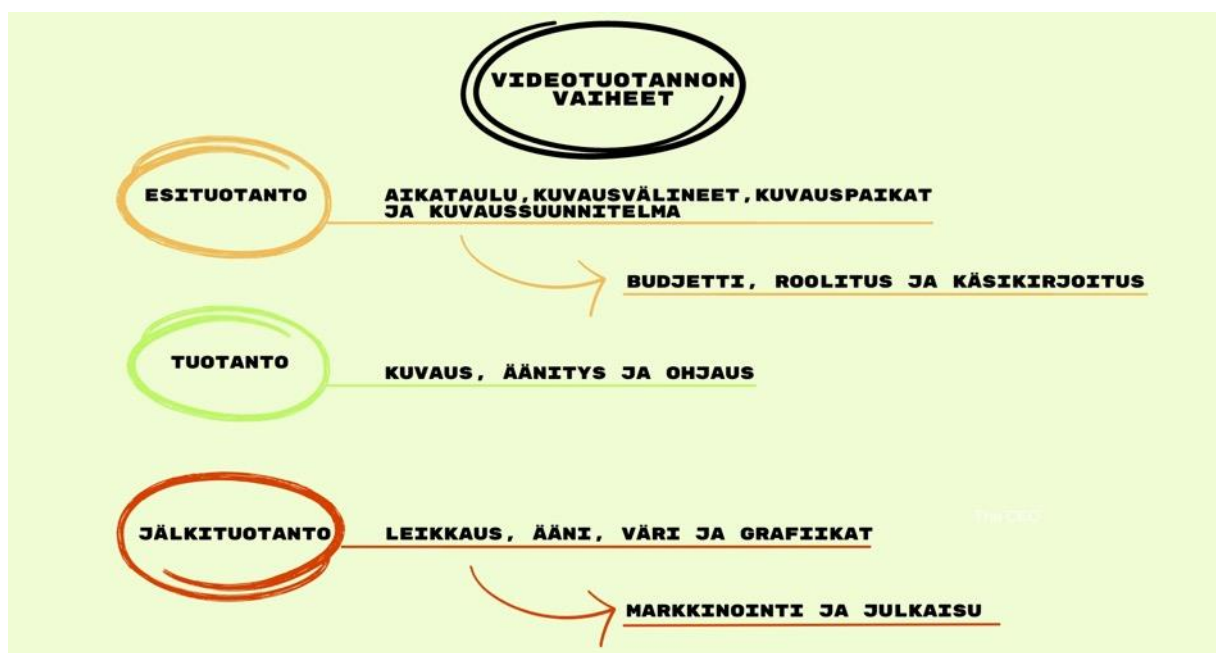 VIDEOTUOTANNON
VAIHEET
ESITUOTANTO
AIKATAULU,KUVAUSVÄLINEET,KUVAUSPAIKAT
JA KUVAUSSUUNNITELMA
BUDJETTI, ROOLITUS JA KÄSIKIRJOITUS
TUOTANTO
KUVAUS, ÄÄNITYS JA OHJAUS
JÄLKITUOTANTO
LEIKKAUS, ÄÄNI, VÄRI JA GRAFIIKAT
MARKKINOINTI JA JULKAISU